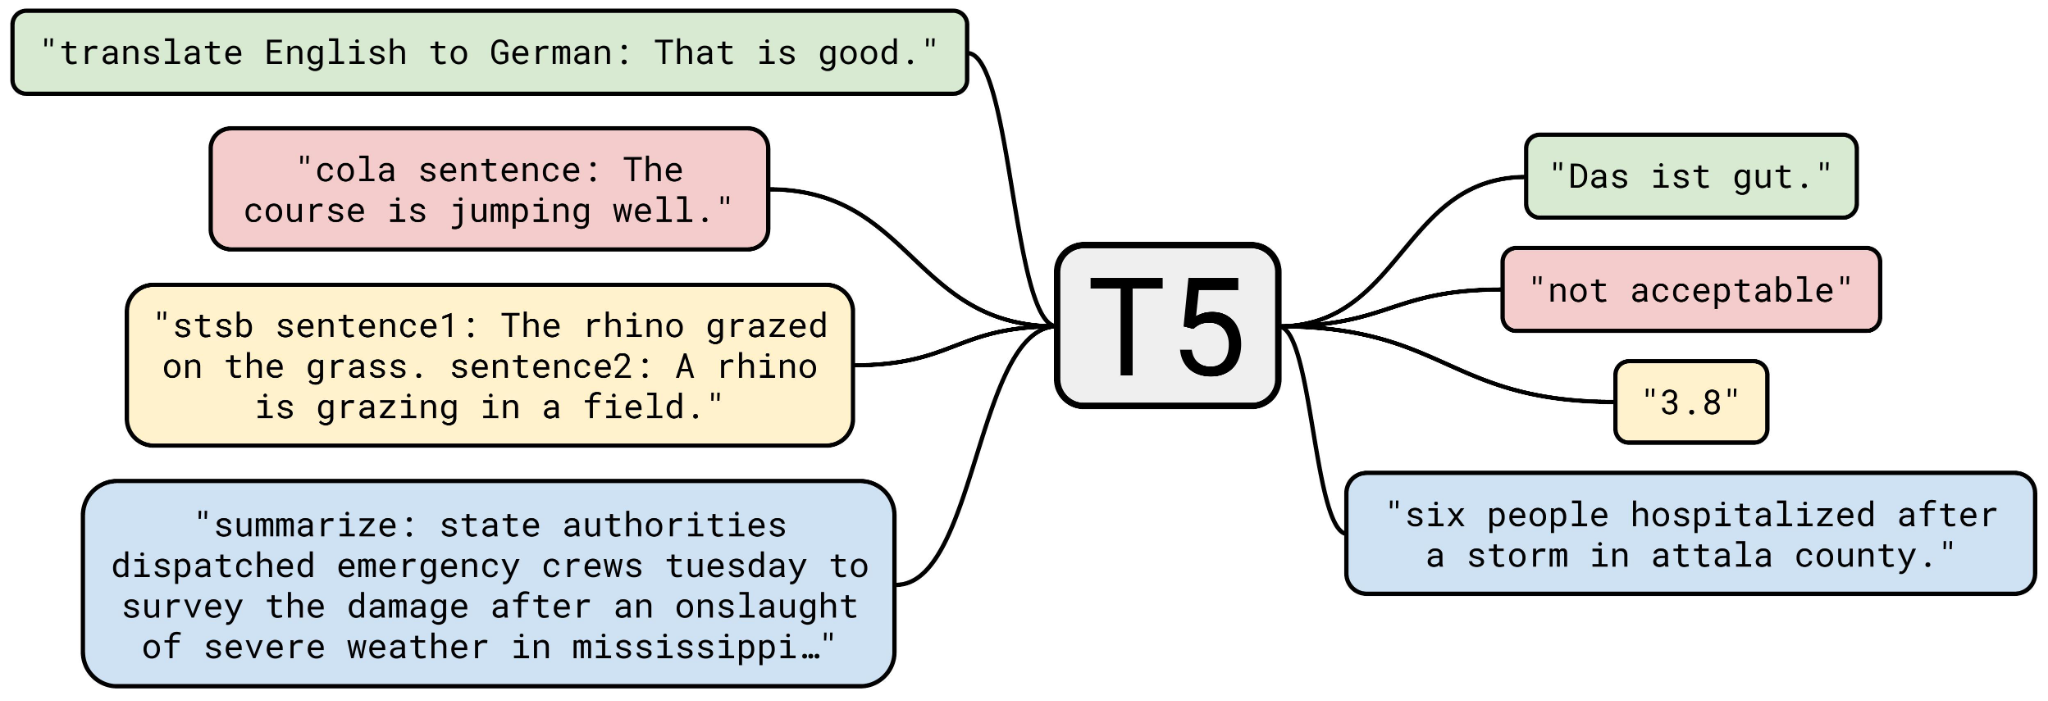 "translate English to German: That is good."
"cola sentence: The
course is jumping well."
"stsb sentence1: The rhino grazed
on the grass. sentence2: A rhino
is grazing in a field."
"summarize: state authorities
dispatched emergency crews tuesday to
survey the damage after an onslaught
of severe weather in mississippi…"
T5
"Das ist gut."
"not acceptable"
"3.8"
"six people hospitalized after
a storm in attala county."